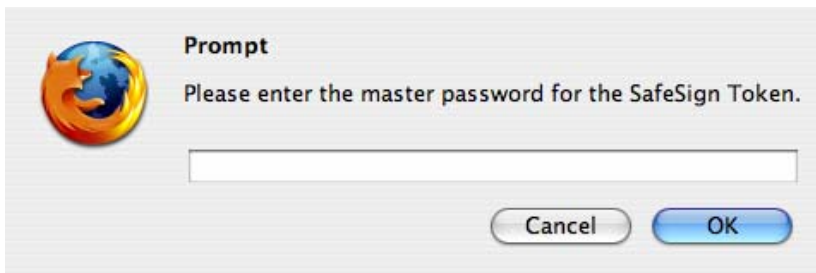 Prompt
Please enter the master password for the SafeSign Token.
Cancel
OK